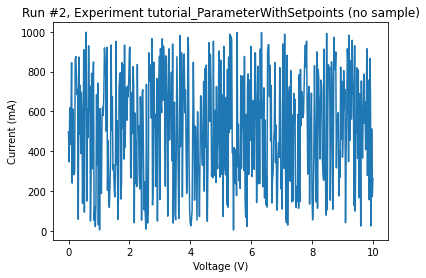 Run #2, Experiment tutorial_ParameterWithSetpoints (no sample)
1000
800
600
400
200
0
Current (mA)
0 2 4 6 8 10
Voltage (V)